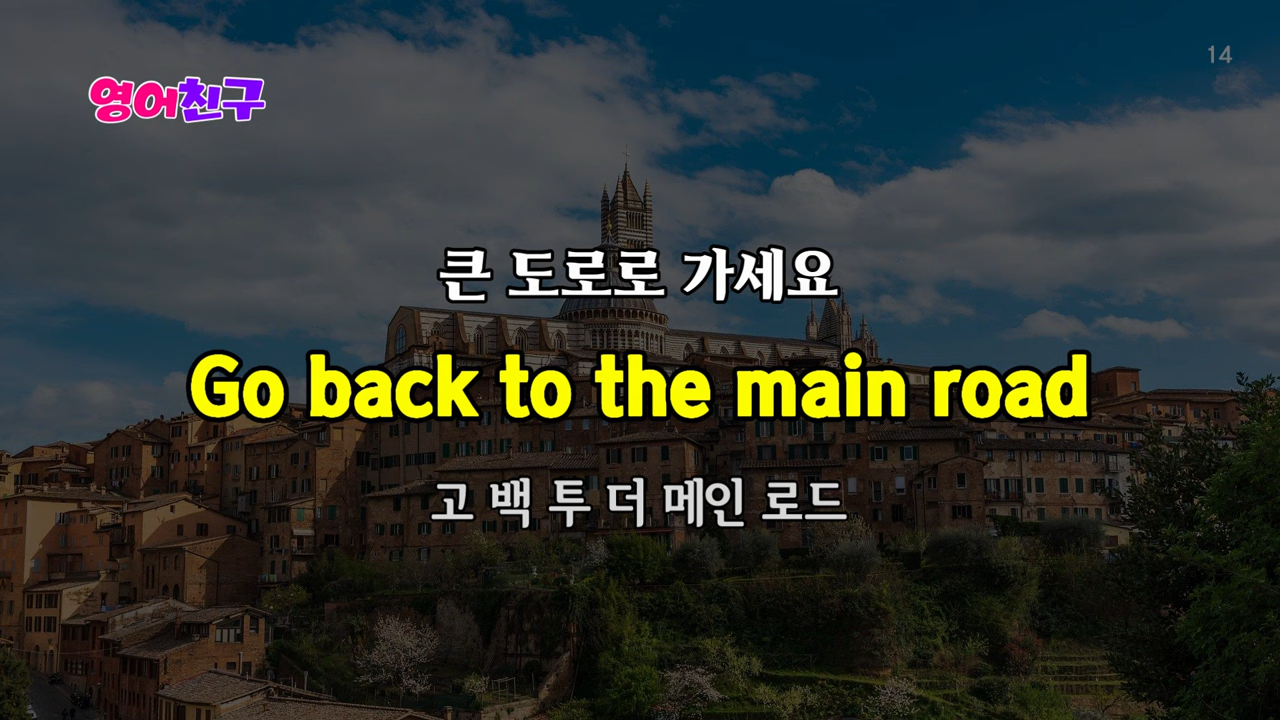 14
영어친구
큰 도로로 가세요
Go back to the main road
고 백 투 더 메인 로드